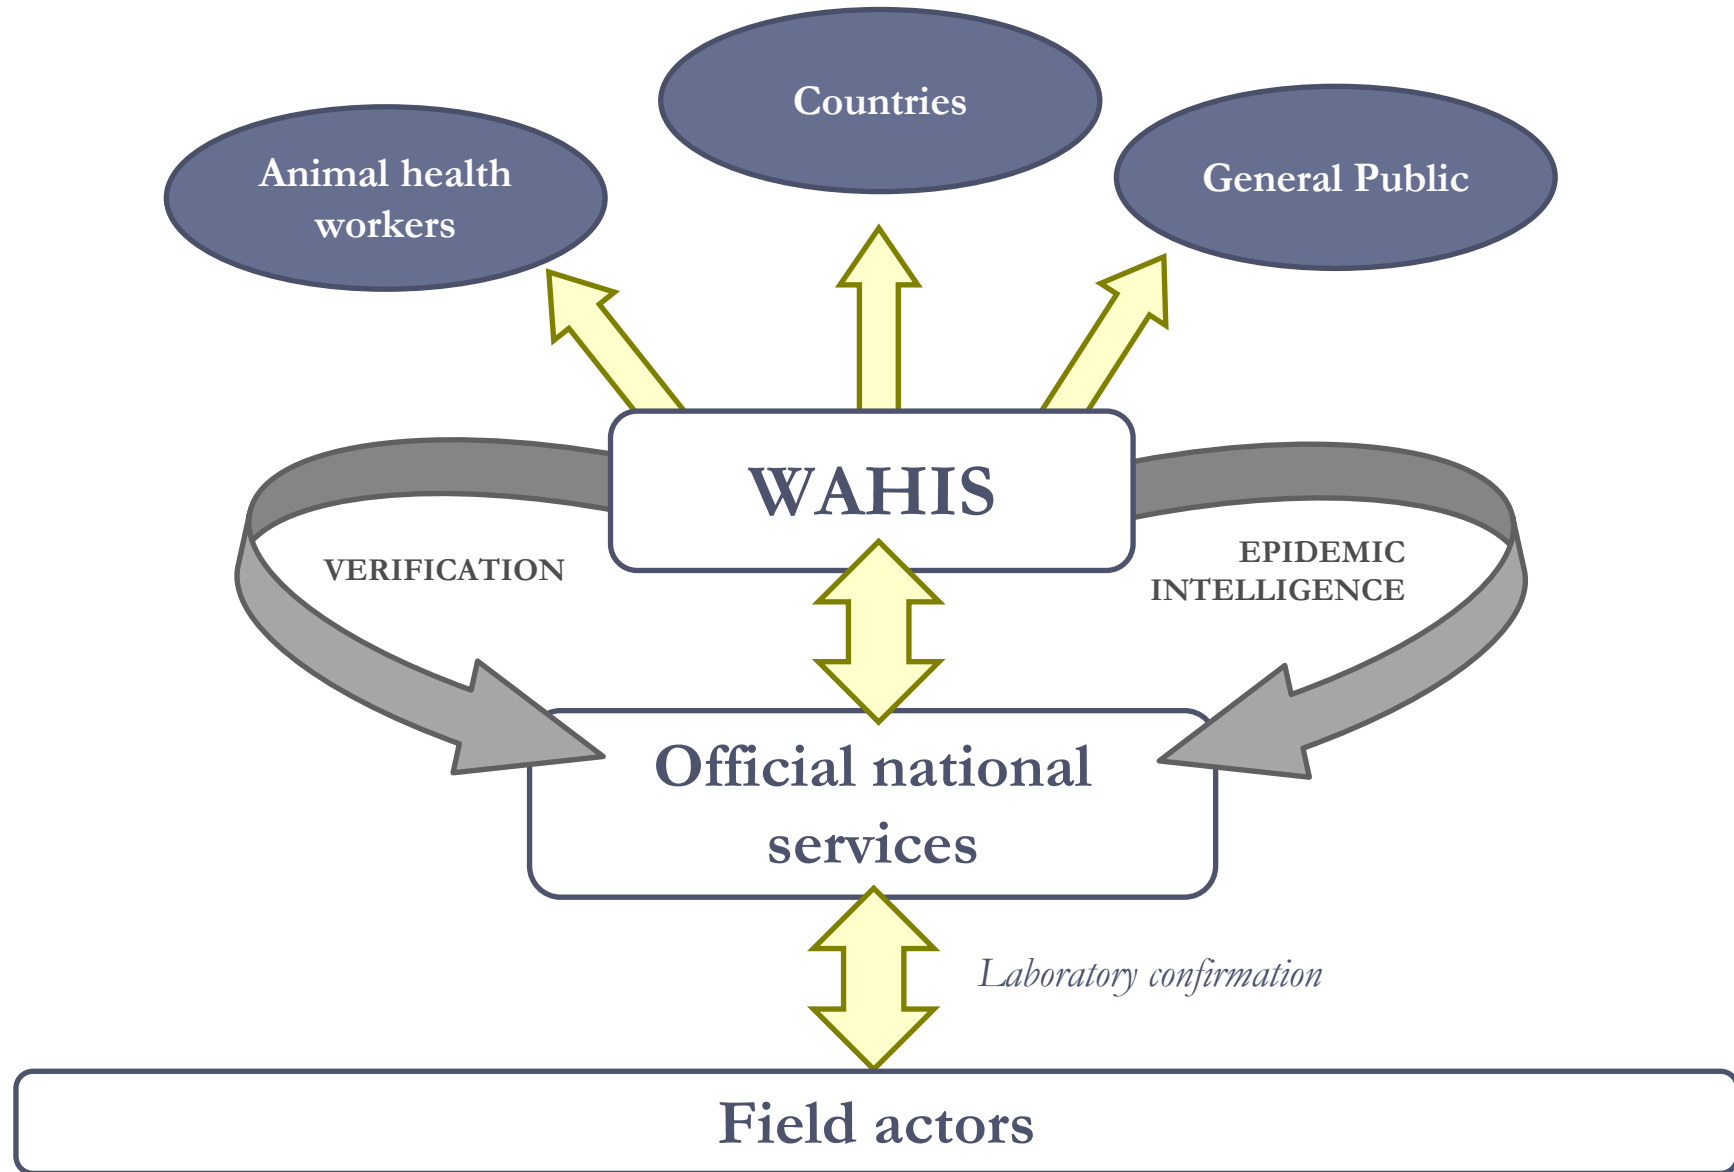 Countries
Animal health
workers
General Public
WAHIS
VERIFICATION
EPIDEMIC
INTELLIGENCE
Official national
services
Laboratory confirmation
Field actors